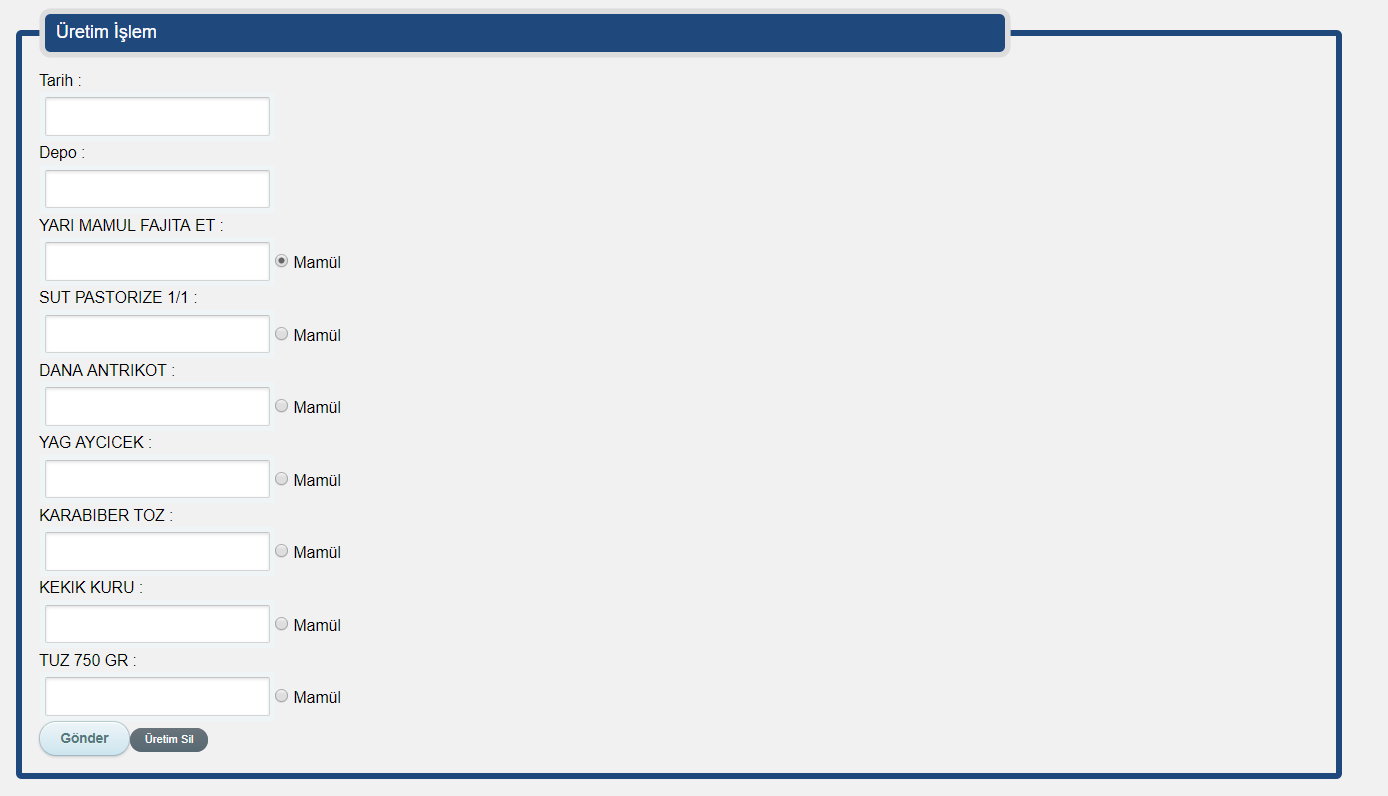 Üretim İşlem
Tarih :
Depo :
YARI MAMUL FAJITA ET :
Mamül
SUT PASTORIZE 1/1 :
Mamül
DANA ANTRIKOT :
Mamül
YAG AYCICEK :
Mamül
KARABIBER TOZ :
Mamül
KEKIK KURU :
Mamül
TUZ 750 GR :
Mamül
Gönder Üretim Sil